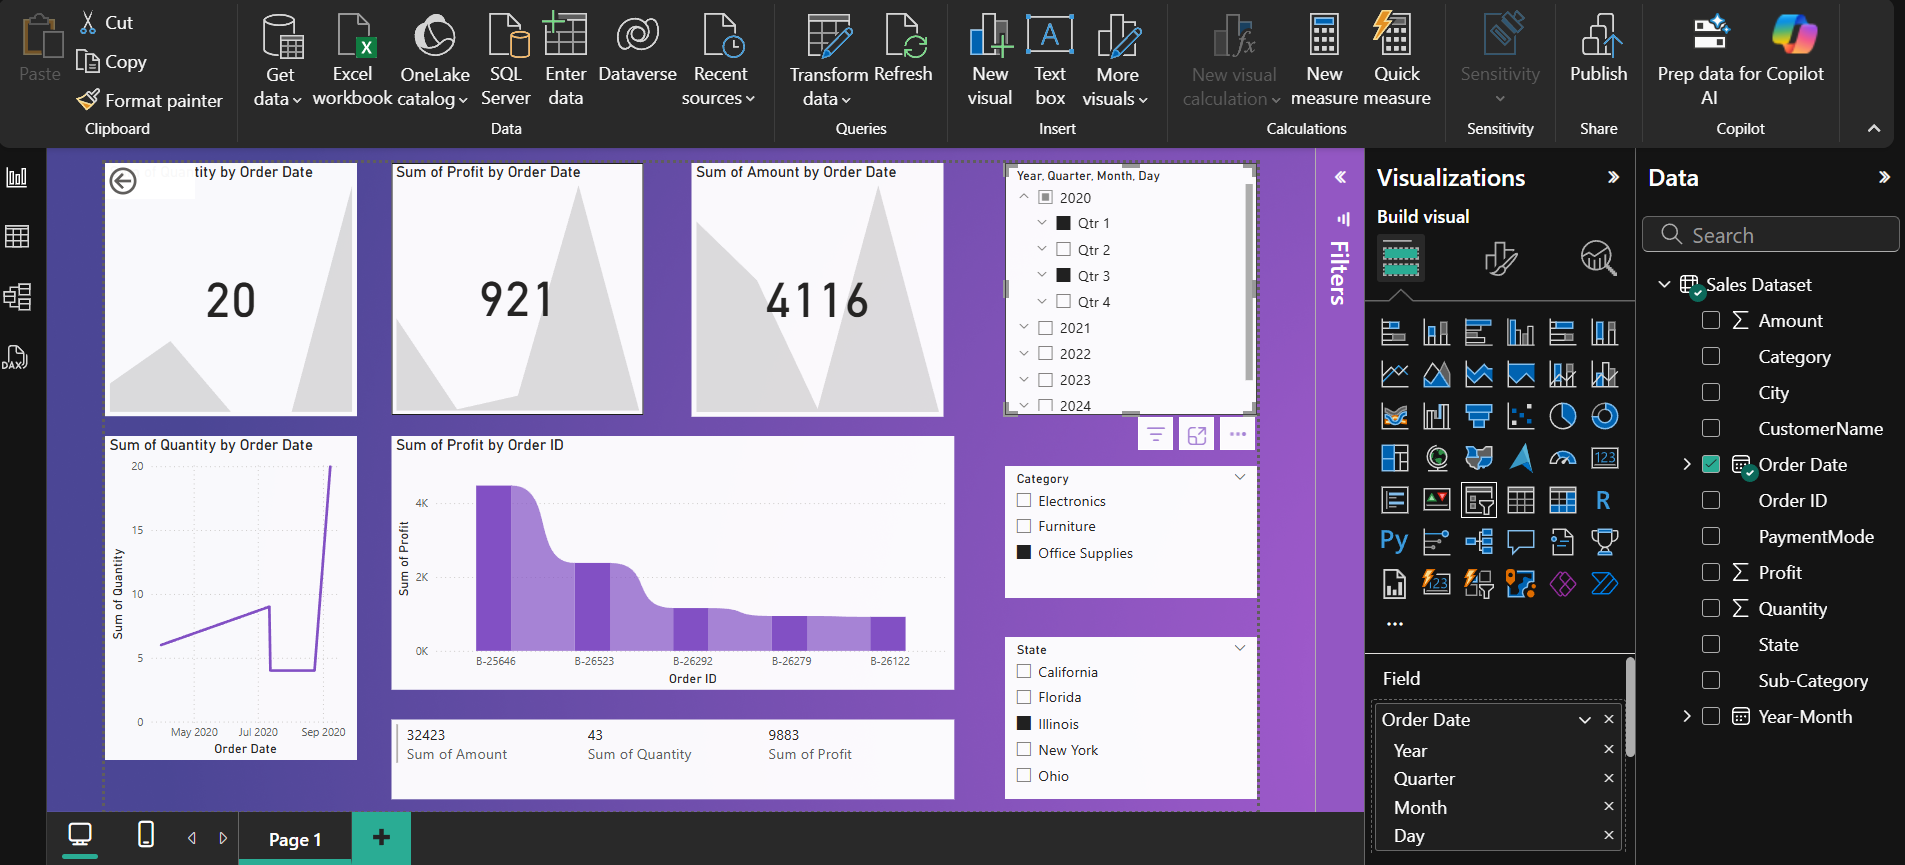 Paste
Cut
Copy
Format painter
Clipboard
Get data
Excel workbook
OneLake catalog
SQL Server
Enter data
Dataverse
Recent sources
Data
Transform data
Refresh
Queries
New visual
Text box
More visuals
Insert
New visual calculation
New measure
Quick measure
Calculations
Sensitivity
Sensitivity
Publish
Share
Prep data for AI
Copilot
Copilot
DAX
tity by Order Date
20
Sum of Profit by Order Date
921
Sum of Amount by Order Date
4116
Year, Quarter, Month, Day
2020
Qtr 1
Qtr 2
Qtr 3
Qtr 4
2021
2022
2023
2024
Sum of Quantity by Order Date
Sum of Quantity
20
15
10
5
0
May 2020 Jul 2020 Sep 2020
Order Date
Sum of Profit by Order ID
Sum of Profit
4K
2K
0K
B-25646 B-26523 B-26292 B-26279 B-26122
Order ID
32423 43 9883
Sum of Amount Sum of Quantity Sum of Profit
Category
Electronics
Furniture
Office Supplies
State
California
Florida
Illinois
New York
Ohio
Filters
Visualizations
Build visual
123
R
Py
123
Field
Order Date
Year
Quarter
Month
Day
Data
Search
Sales Dataset
Amount
Category
City
CustomerName
Order Date
Order ID
PaymentMode
Profit
Quantity
State
Sub-Category
Year-Month
Page 1